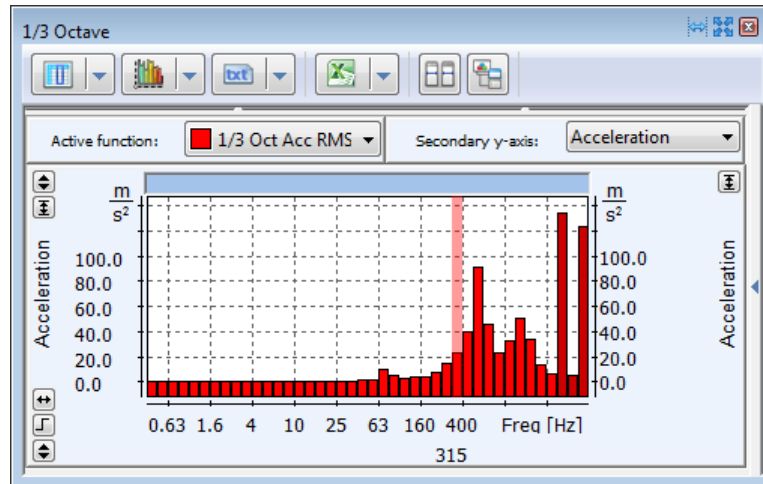 1/3 Octave
txt
Active function:
1/3 Oct Acc RMS
Secondary y-axis:
Acceleration
m
s²
m
s²
100.0
100.0
80.0
80.0
60.0
60.0
40.0
40.0
20.0
20.0
0.0
0.0
Acceleration
Acceleration
0.63 1.6 4 10 25 63 160 400 Freq [Hz]
315